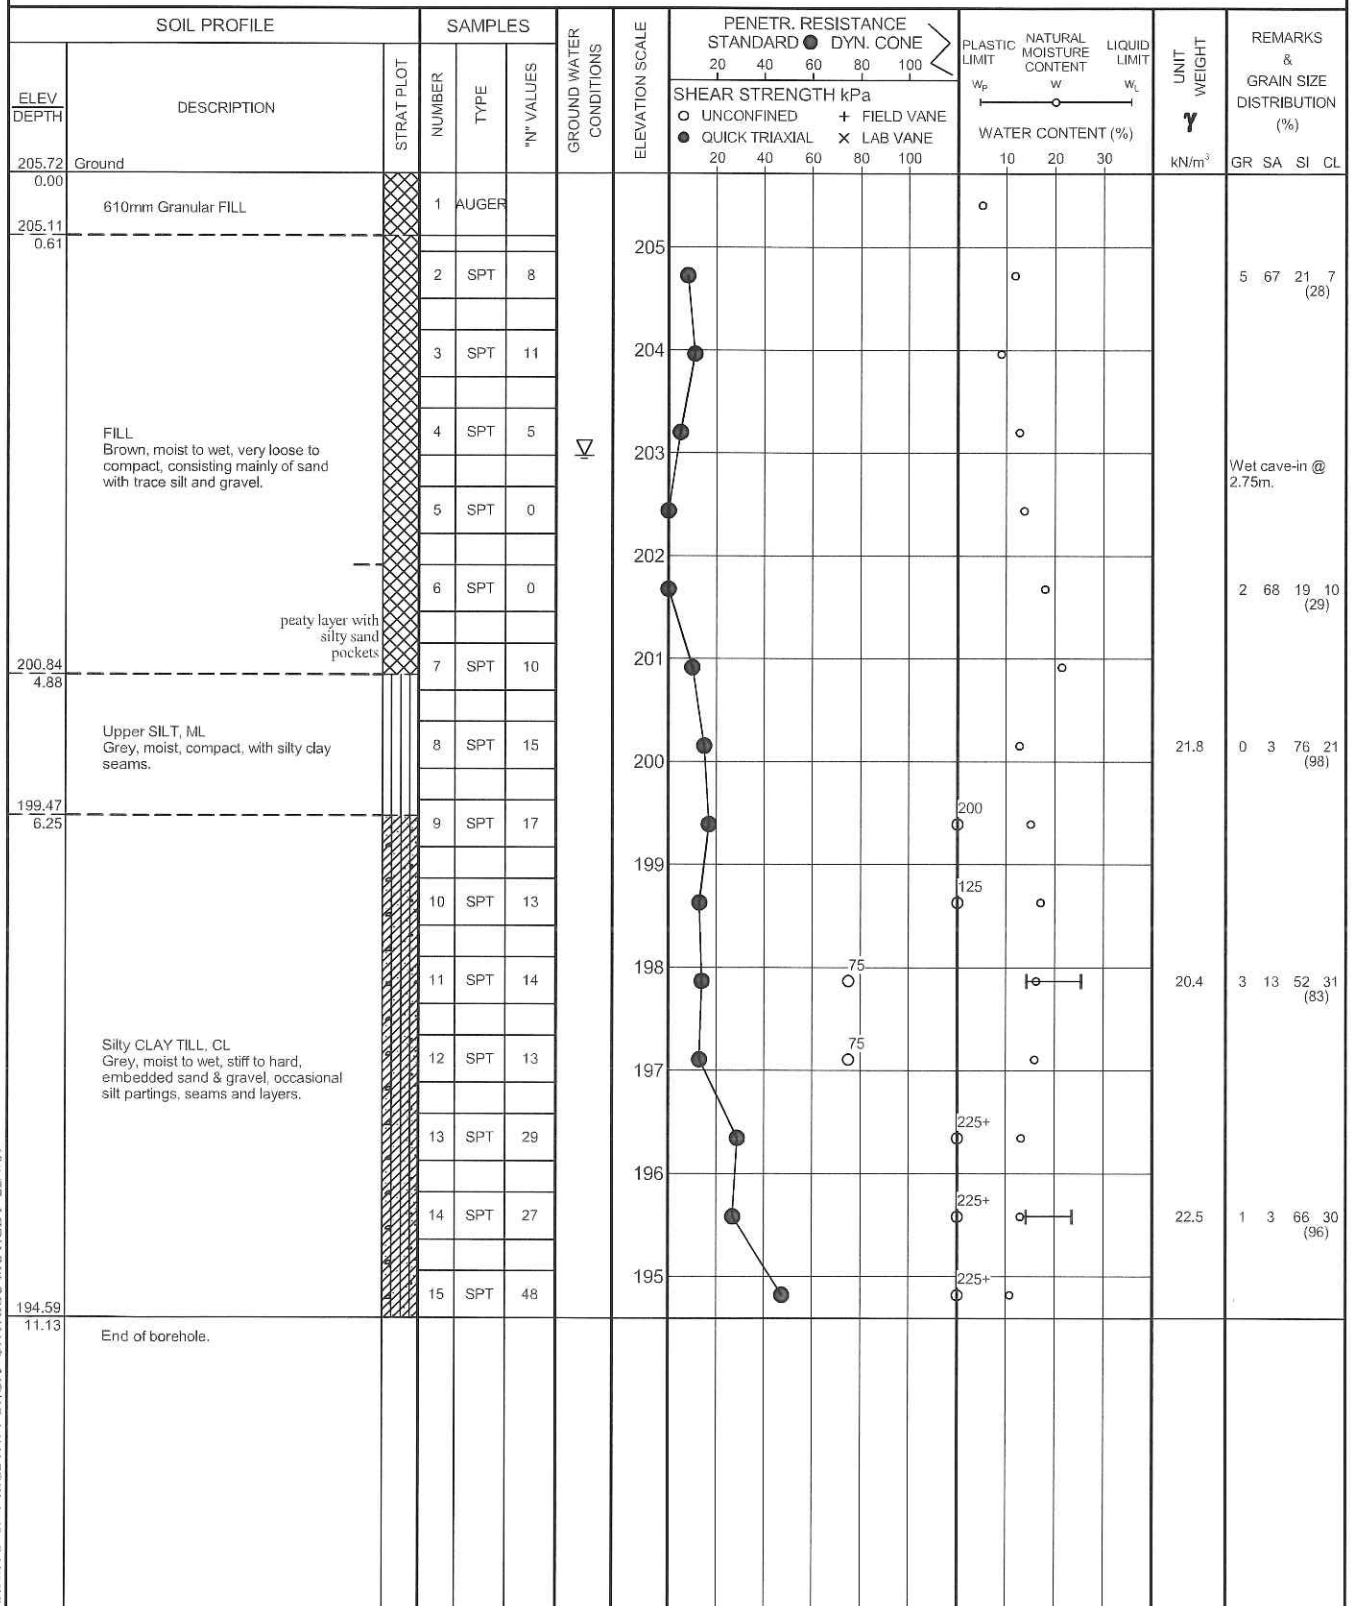 SOIL PROFILE
SAMPLES
GROUND WATER
CONDITIONS
ELEVATION SCALE
PENETR. RESISTANCE
STANDARD ● DYN. CONE
20 40 60 80 100
SHEAR STRENGTH kPa
○ UNCONFINED + FIELD VANE
● QUICK TRIAXIAL × LAB VANE
20 40 60 80 100
PLASTIC LIMIT
NATURAL MOISTURE CONTENT
LIQUID LIMIT
WP W WL
WATER CONTENT (%)
10 20 30
UNIT WEIGHT
γ
kN/m³
REMARKS
&
GRAIN SIZE
DISTRIBUTION
(%)
GR SA SI CL
ELEV
DEPTH
DESCRIPTION
STRAT PLOT
NUMBER
TYPE
"N" VALUES
205.72 Ground
0.00
610mm Granular FILL
1 AUGER
205.11
0.61
205
2 SPT 8
5 67 21 7
(28)
3 SPT 11
204
FILL
Brown, moist to wet, very loose to
compact, consisting mainly of sand
with trace silt and gravel.
4 SPT 5
203
Wet cave-in @
2.75m.
5 SPT 0
202
6 SPT 0
2 68 19 10
(29)
peaty layer with
silty sand
pockets
201
7 SPT 10
200.84
4.88
Upper SILT, ML
Grey, moist, compact, with silty clay
seams.
8 SPT 15
21.8
0 3 76 21
(98)
200
199.47
6.25
9 SPT 17
200
199
10 SPT 13
125
198
11 SPT 14
75
20.4
3 13 52 31
(83)
Silty CLAY TILL, CL
Grey, moist to wet, stiff to hard,
embedded sand & gravel, occasional
silt partings, seams and layers.
12 SPT 13
75
197
13 SPT 29
225+
196
14 SPT 27
225+
22.5
1 3 66 30
(96)
195
15 SPT 48
225+
194.59
11.13
End of borehole.